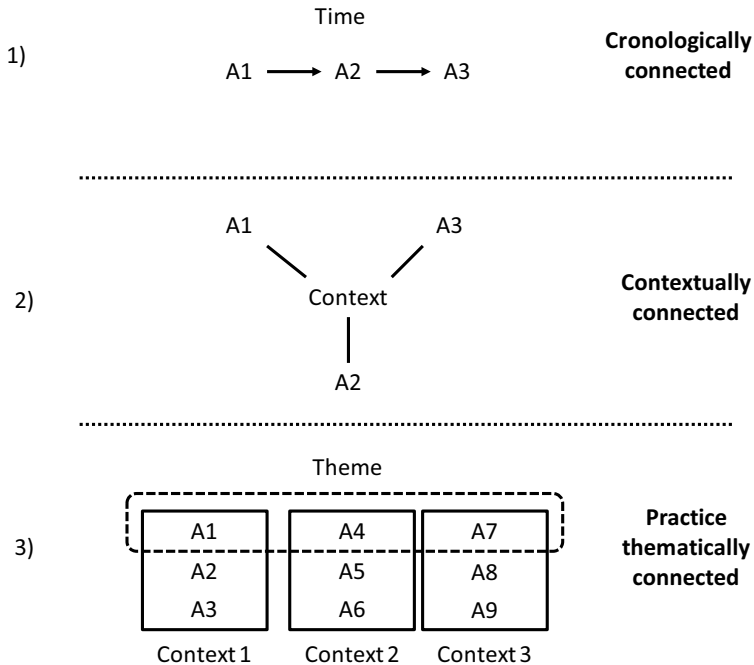 Time
1)
A1 A2 A3
Cronologically
connected
A1 A3
2)
Context
Contextually
connected
A2
Theme
3)
A1 A4 A7
A2 A5 A8
A3 A6 A9
Context 1 Context 2 Context 3
Practice
thematically
connected